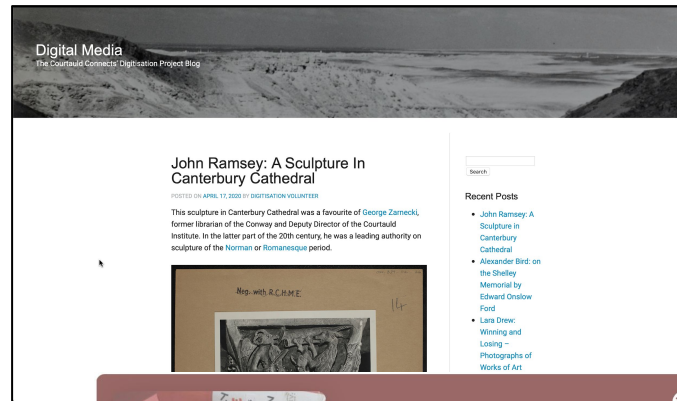 Digital Media
The Courtauld Connects' Digitisation Project Blog
John Ramsey: A Sculpture In
Canterbury Cathedral
POSTED ON APRIL 17, 2020 BY DIGITISATION VOLUNTEER
This sculpture in Canterbury Cathedral was a favourite of George Zarnecki,
former librarian of the Conway and Deputy Director of the Courtauld
Institute. In the latter part of the 20th century, he was a leading authority on
sculpture of the Norman or Romanesque period.
Neg. with R.C.H.M.E
14
Search
Recent Posts
John Ramsey: A
Sculpture in
Canterbury
Cathedral
Alexander Bird: on
the Shelley
Memorial by
Edward Onslow
Ford
Lara Drew:
Winning and
Losing –
Photographs of
Works of Art